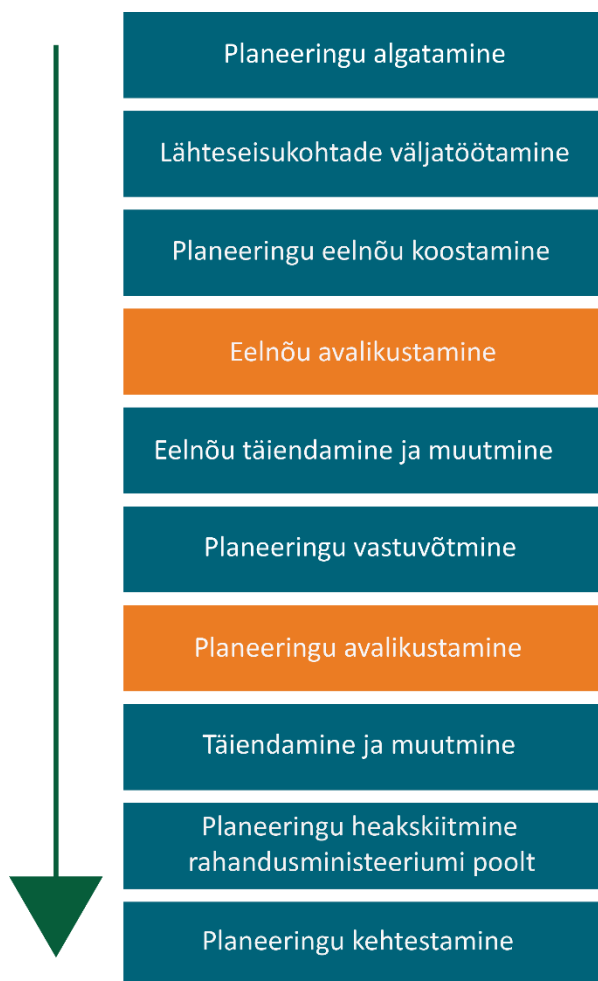 Planeeringu algatamine
Lähteseisukohtade väljatöötamine
Planeeringu eelnõu koostamine
Eelnõu avalikustamine
Eelnõu täiendamine ja muutmine
Planeeringu vastuvõtmine
Planeeringu avalikustamine
Täiendamine ja muutmine
Planeeringu heakskiitmine
rahandusministeeriumi poolt
Planeeringu kehtestamine